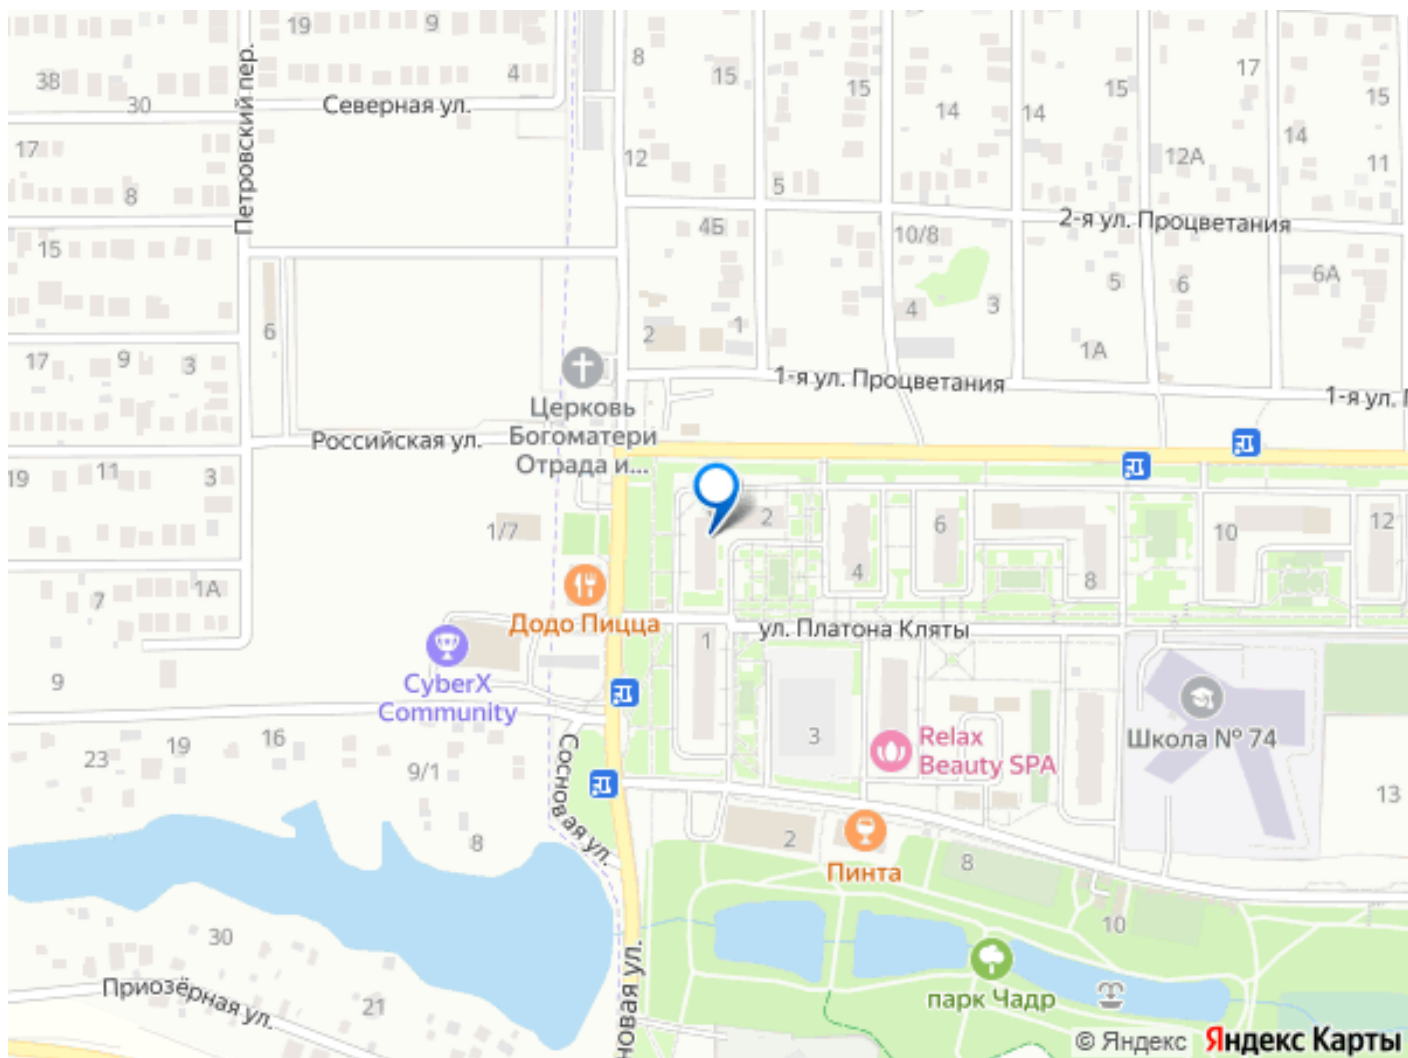 19
9
8
15
15
17
15
38
30
4
Северная ул.
Петровский пер.
14
14
14
17
8
12
5
12А
11
2-я ул. Процветания
15
4Б
10/8
5
6
6А
6
2
1
4
3
1А
17
9
3
1-я ул. Процветания
1-я ул. П
Российская ул.
Церковь
Богоматери
Отрада и...
19
11
3
1/7
2
6
10
12
7
1А
4
8
Додо Пицца
ул. Платона Кляты
1
9
CyberX
Community
3
Relax
Beauty SPA
Школа № 74
23
19
16
9/1
Сосновая ул.
13
8
2
Пинта
8
10
30
Приозёрная ул.
21
новая ул.
парк Чадр
© Яндекс Яндекс Карты